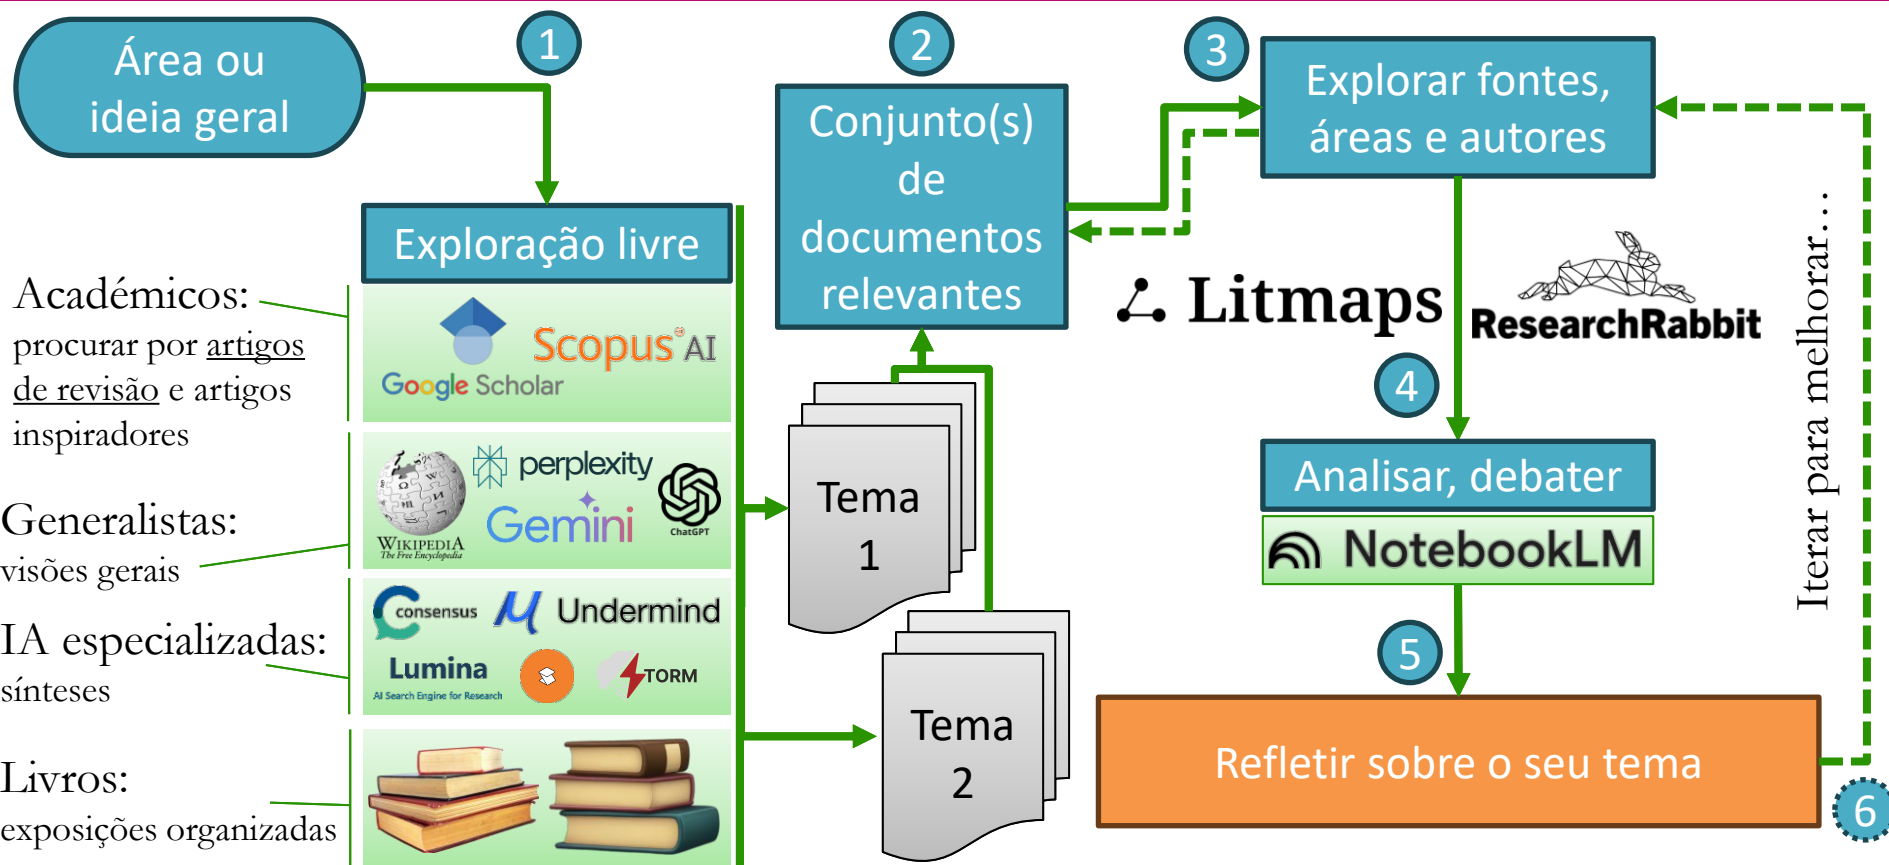 Área ou
ideia geral
1
Exploração livre
Académicos:
procurar por artigos
de revisão e artigos
inspiradores
Google Scholar
Scopus AI
Generalistas:
visões gerais
WIKIPEDIA
The Free Encyclopedia
perplexity
Gemini
ChatGPT
IA especializadas:
sínteses
consensus
Undermind
Lumina
AI Search Engine for Research
STORM
Livros:
exposições organizadas
Tema
1
Tema
2
2
Conjunto(s)
de
documentos
relevantes
3
Explorar fontes,
áreas e autores
Litmaps
ResearchRabbit
4
Analisar, debater
NotebookLM
5
Refletir sobre o seu tema
6
Iterar para melhorar…